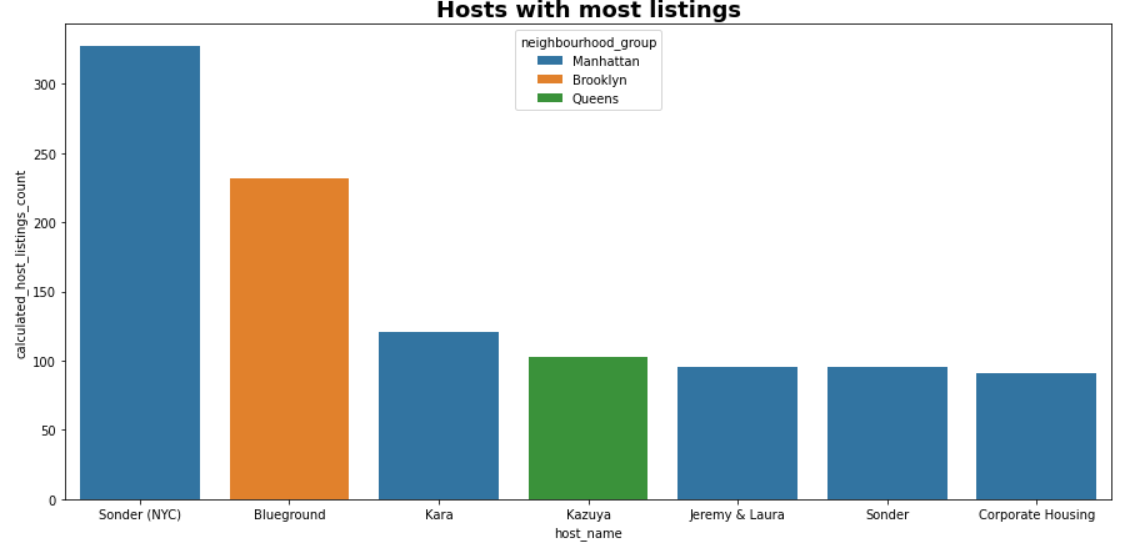 Hosts with most listings
neighbourhood_group
Manhattan
Brooklyn
Queens
calculated_host_listings_count
300
250
200
150
100
50
0
Sonder (NYC)
Blueground
Kara
Kazuya
Jeremy & Laura
Sonder
Corporate Housing
host_name